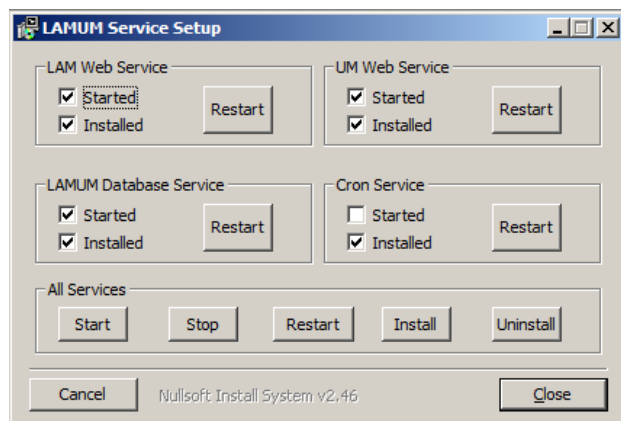 LAMUM Service Setup
LAM Web Service
Started
Installed
Restart
UM Web Service
Started
Installed
Restart
LAMUM Database Service
Started
Installed
Restart
Cron Service
Started
Installed
Restart
All Services
Start Stop Restart Install Uninstall
Cancel Nullsoft Install System v2.46 Close